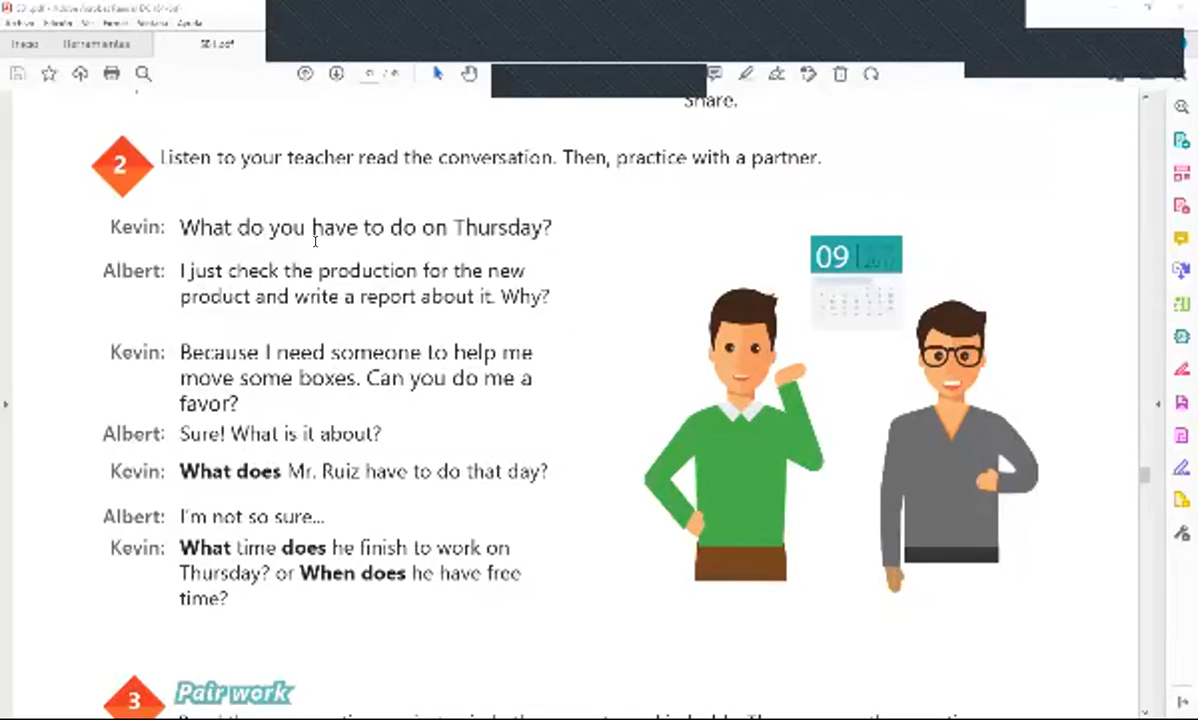 Inicio Herramientas
Share.
2 Listen to your teacher read the conversation. Then, practice with a partner.
Kevin: What do you have to do on Thursday?
Albert: I just check the production for the new
product and write a report about it. Why?
Kevin: Because I need someone to help me
move some boxes. Can you do me a
favor?
Albert: Sure! What is it about?
Kevin: What does Mr. Ruiz have to do that day?
Albert: I'm not so sure...
Kevin: What time does he finish to work on
Thursday? or When does he have free
time?
09
3 Pair work